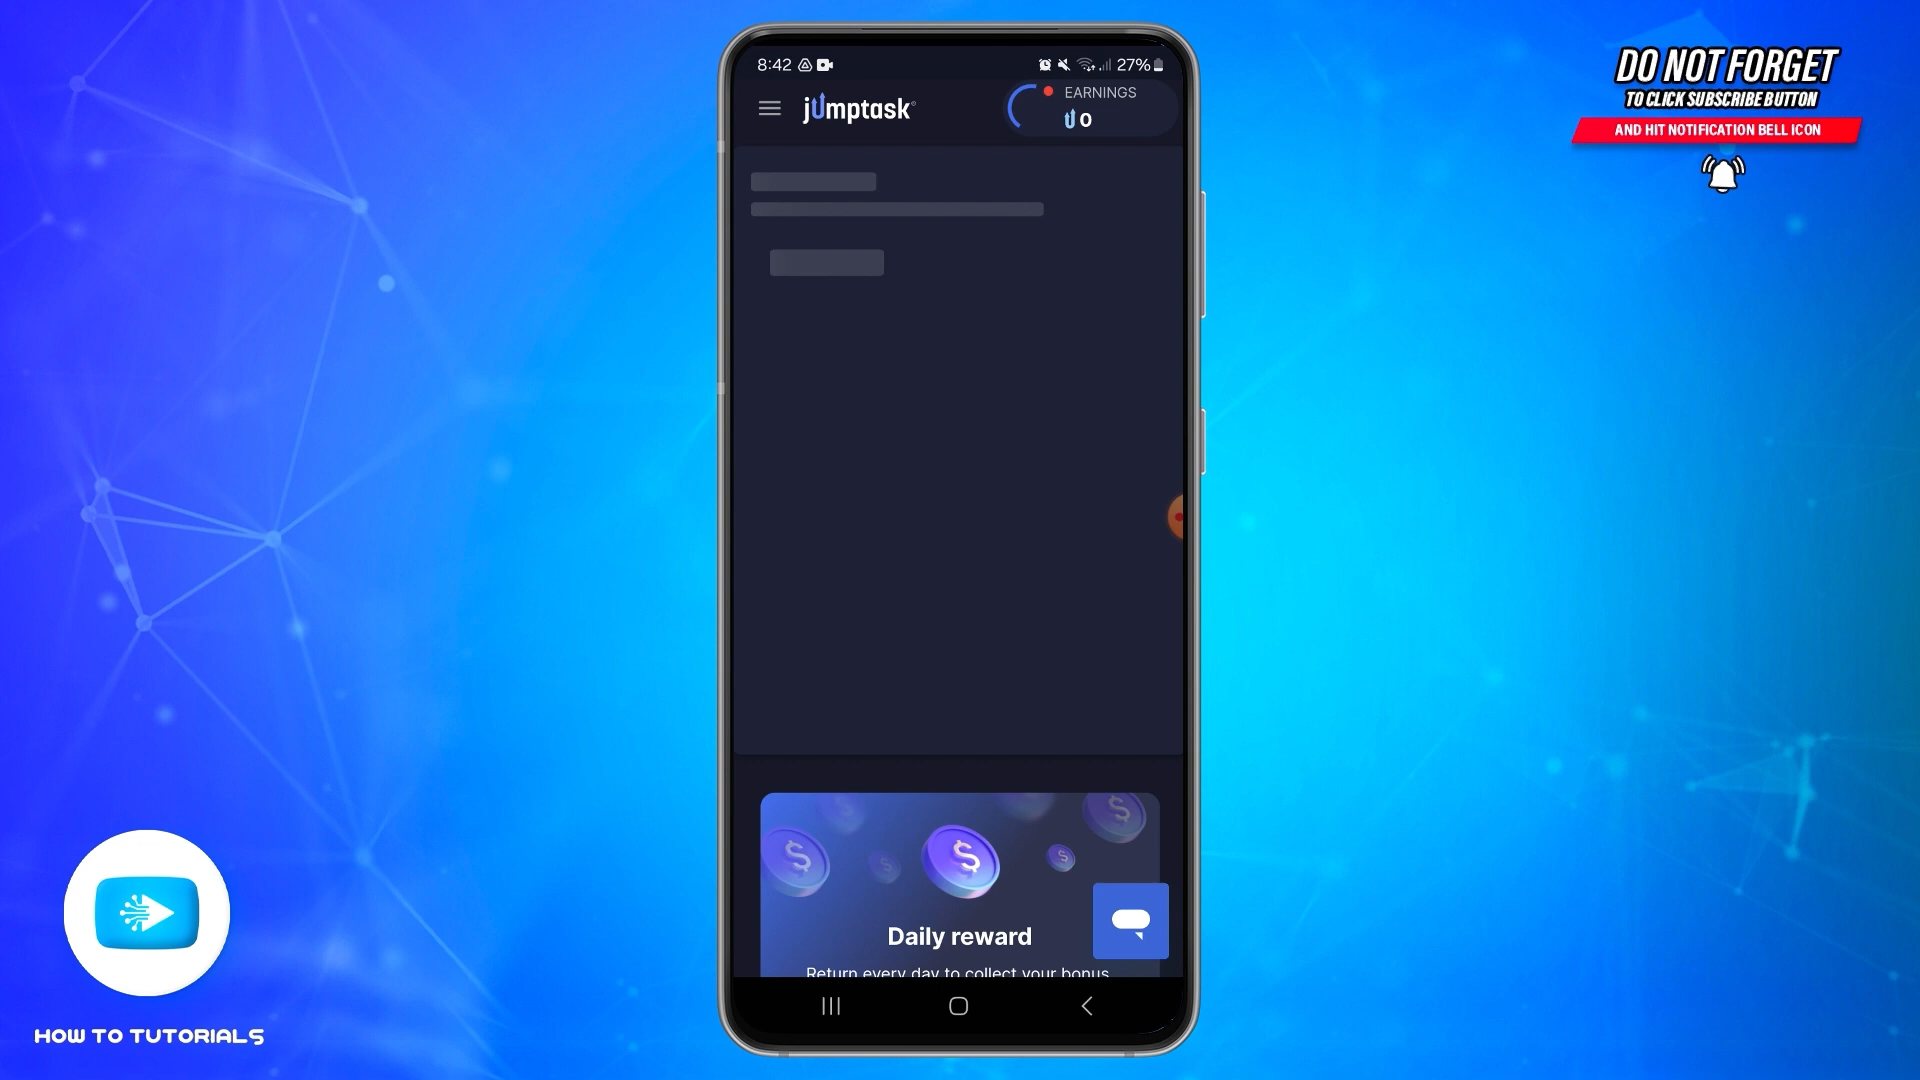 8:42
27%
jumptask
EARNINGS
0
Daily reward
Return every day to collect your bonus
DO NOT FORGET
TO CLICK SUBSCRIBE BUTTON
AND HIT NOTIFICATION BELL ICON
HOW TO TUTORIALS